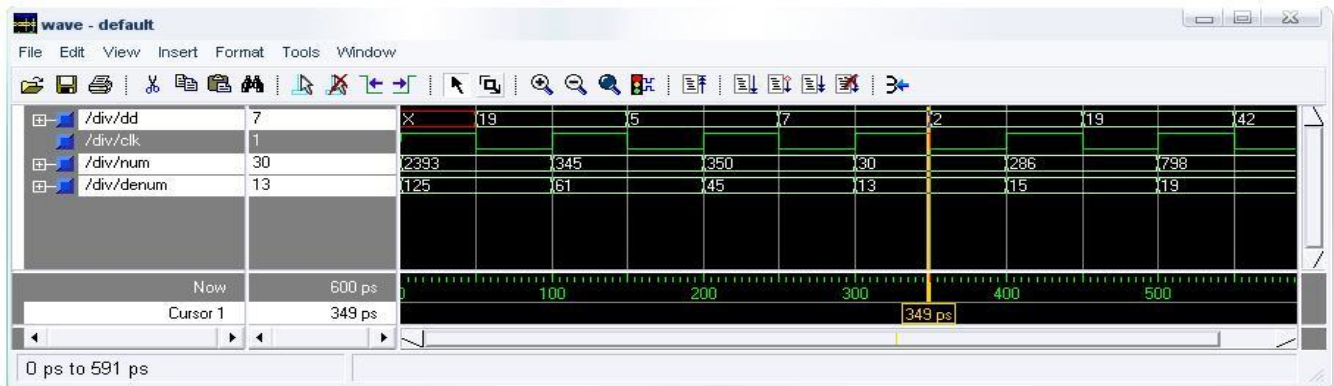 wave - default
File Edit View Insert Format Tools Window
/div/dd 7 X 19 5 7 2 19 42
/div/clk 1
/div/num 30 2393 345 350 30 286 798
/div/denum 13 125 61 45 13 15 19
Now 600 ps 100 200 300 400 500
Cursor 1 349 ps 349 ps
0 ps to 591 ps